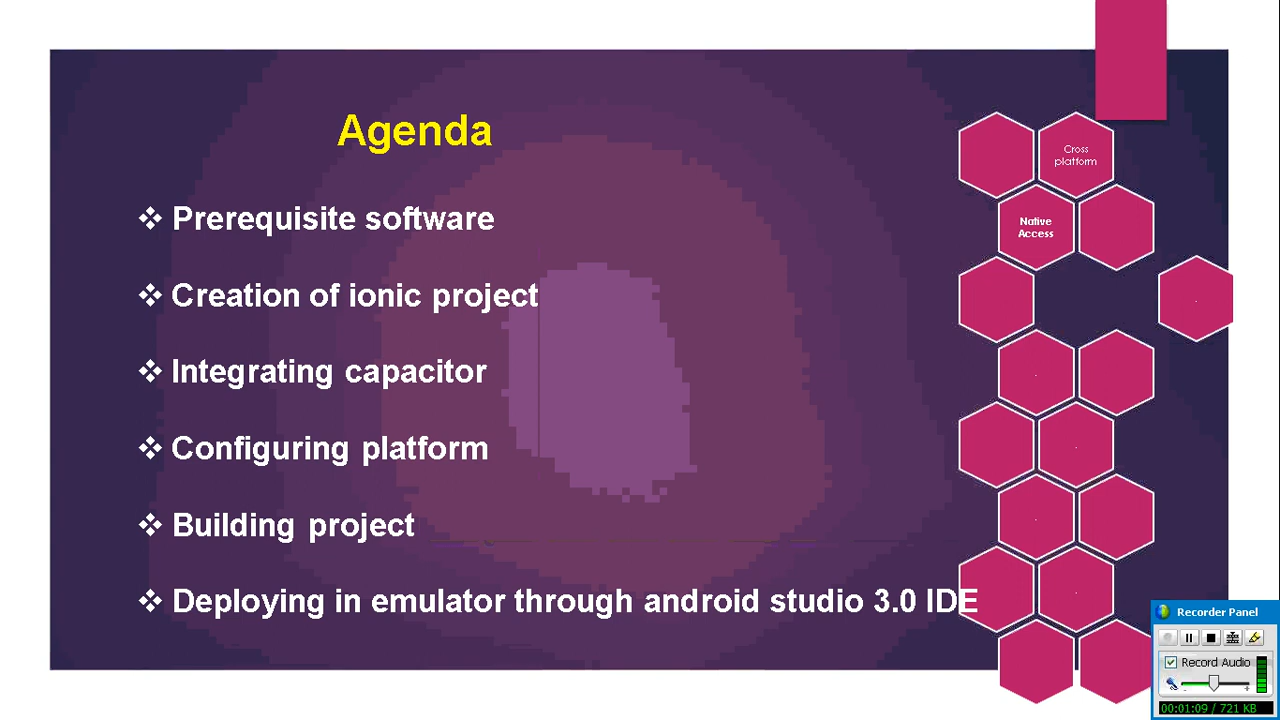 Agenda
❖ Prerequisite software
❖ Creation of ionic project
❖ Integrating capacitor
❖ Configuring platform
❖ Building project
❖ Deploying in emulator through android studio 3.0 IDE
Cross
platform
Native
Access
Recorder Panel
Record Audio
- +
00:01:09 / 721 KB